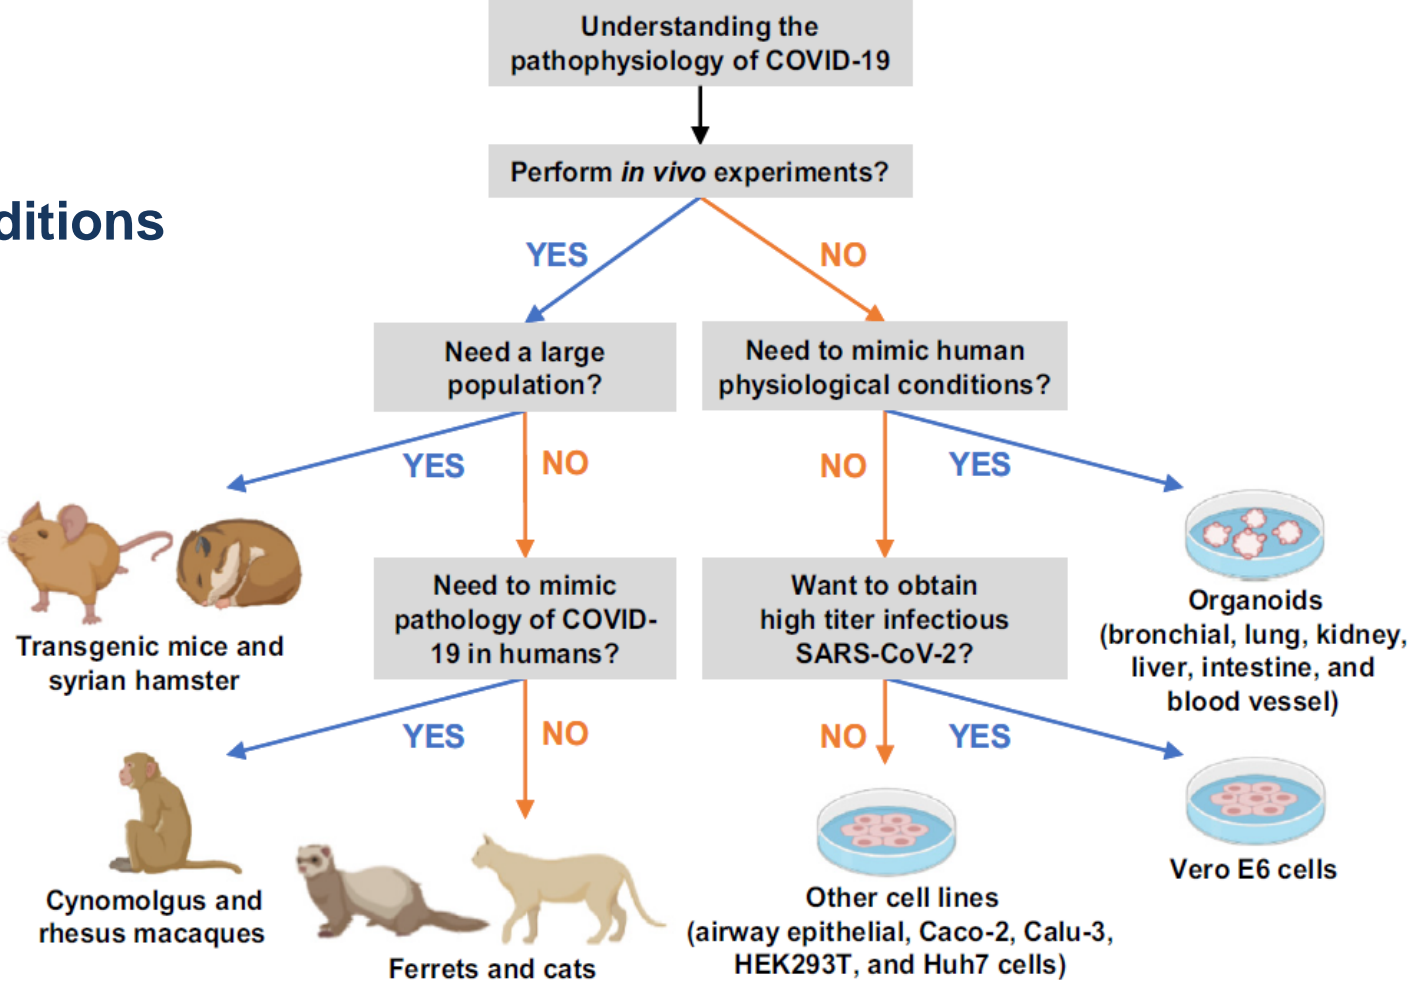 Understanding the
pathophysiology of COVID-19
Perform in vivo experiments?
ditions
YES
NO
Need a large
population?
Need to mimic human
physiological conditions?
YES
NO
NO
YES
Transgenic mice and
syrian hamster
Need to mimic
pathology of COVID-
19 in humans?
Want to obtain
high titer infectious
SARS-CoV-2?
Organoids
(bronchial, lung, kidney,
liver, intestine, and
blood vessel)
YES
NO
NO
YES
Cynomolgus and
rhesus macaques
Ferrets and cats
Other cell lines
(airway epithelial, Caco-2, Calu-3,
HEK293T, and Huh7 cells)
Vero E6 cells